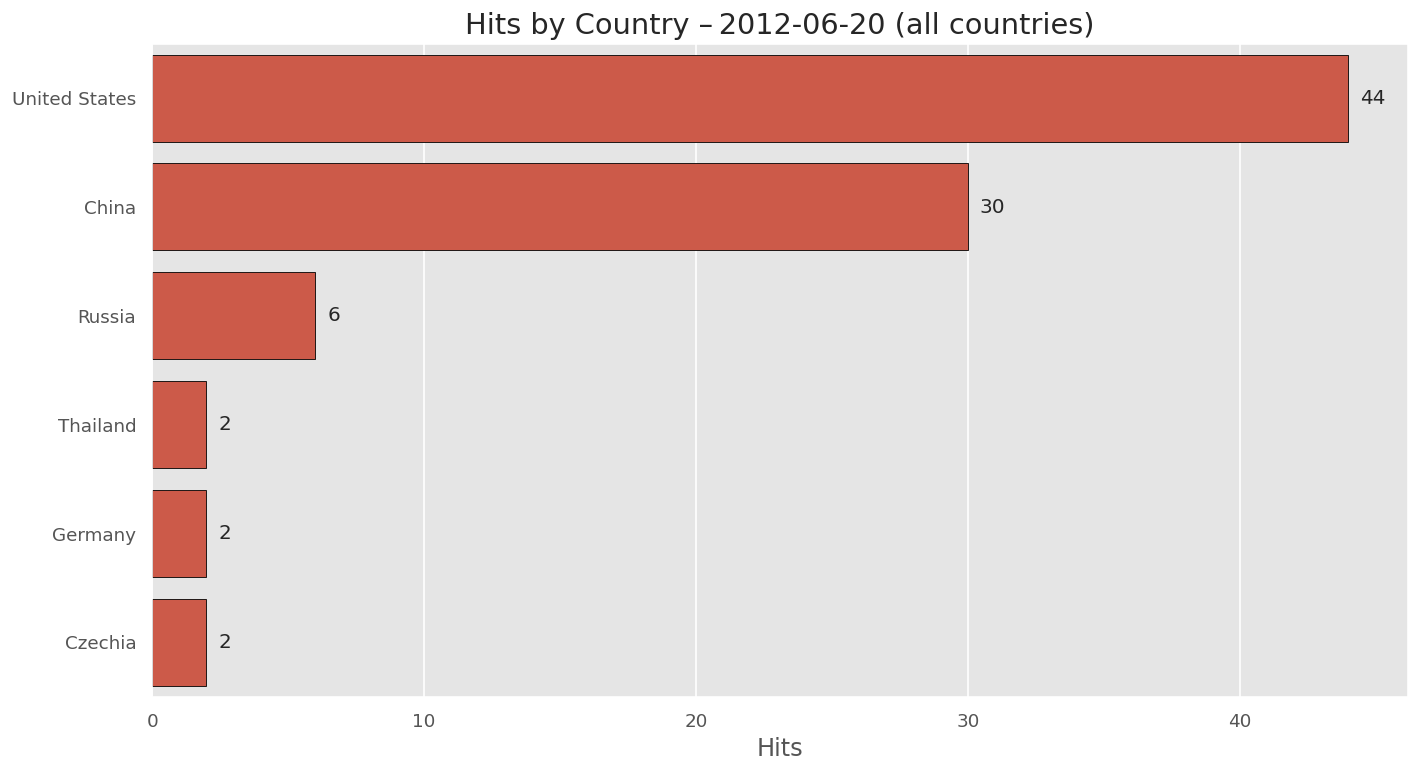 Hits by Country – 2012-06-20 (all countries)
United States 44
China 30
Russia 6
Thailand 2
Germany 2
Czechia 2
0 10 20 30 40
Hits